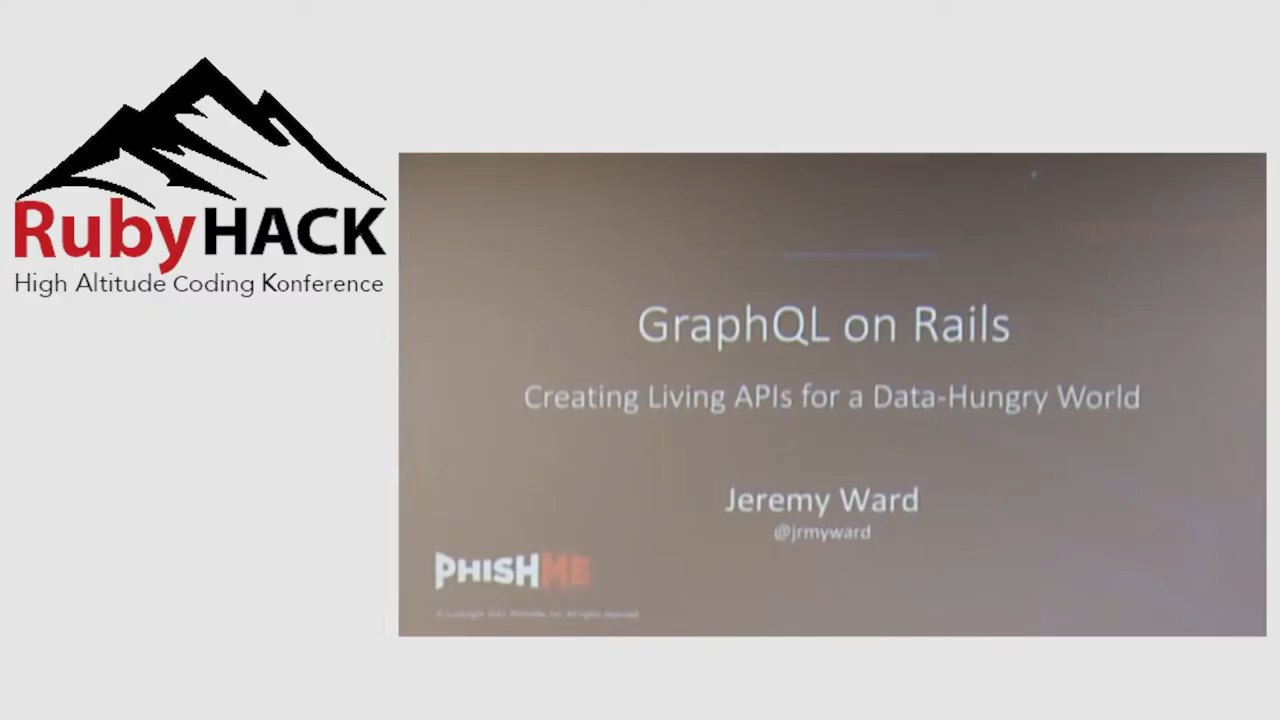 RubyHACK
High Altitude Coding Konference
GraphQL on Rails
Creating Living APIs for a Data-Hungry World
Jeremy Ward
@jrmyward
PHISHME